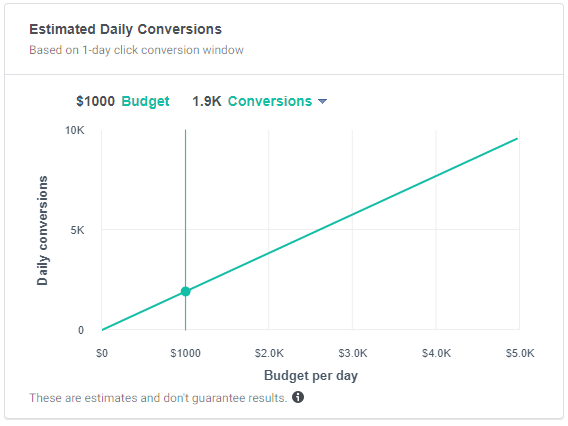 Estimated Daily Conversions
Based on 1-day click conversion window
$1000 Budget 1.9K Conversions
10K
5K
0
Daily conversions
$0 $1000 $2.0K $3.0K $4.0K $5.0K
Budget per day
These are estimates and don't guarantee results. i